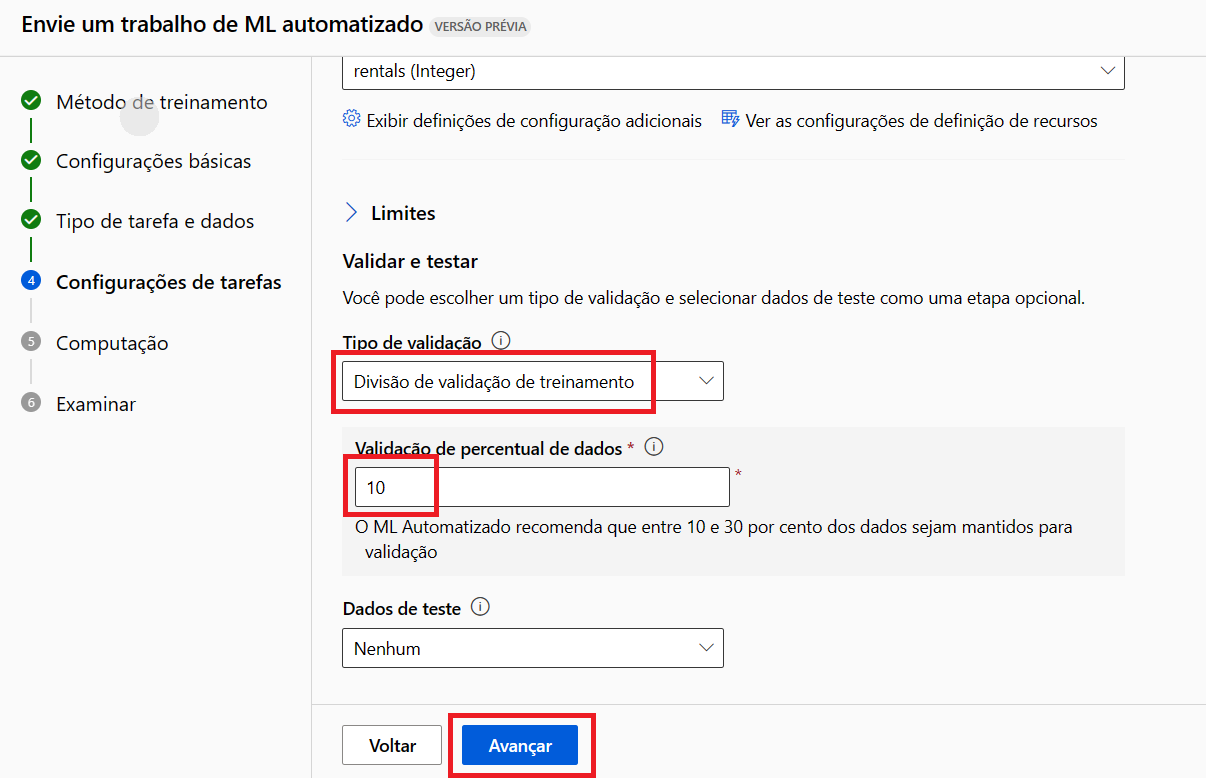 Envie um trabalho de ML automatizado VERSÃO PRÉVIA
Método de treinamento
Configurações básicas
Tipo de tarefa e dados
4 Configurações de tarefas
5 Computação
6 Examinar
rentals (Integer)
Exibir definições de configuração adicionais Ver as configurações de definição de recursos
Limites
Validar e testar
Você pode escolher um tipo de validação e selecionar dados de teste como uma etapa opcional.
Tipo de validação
Divisão de validação de treinamento
Validação de percentual de dados *
10 *
O ML Automatizado recomenda que entre 10 e 30 por cento dos dados sejam mantidos para
validação
Dados de teste
Nenhum
Voltar Avançar